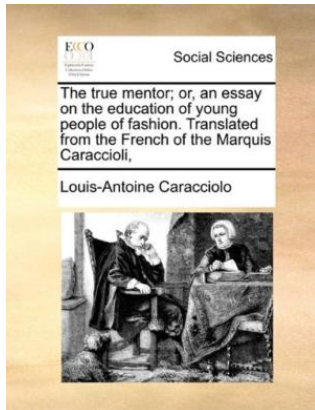 ECCO
Social Sciences
The true mentor; or, an essay
on the education of young
people of fashion. Translated
from the French of the Marquis
Caraccioli,
Louis-Antoine Caracciolo